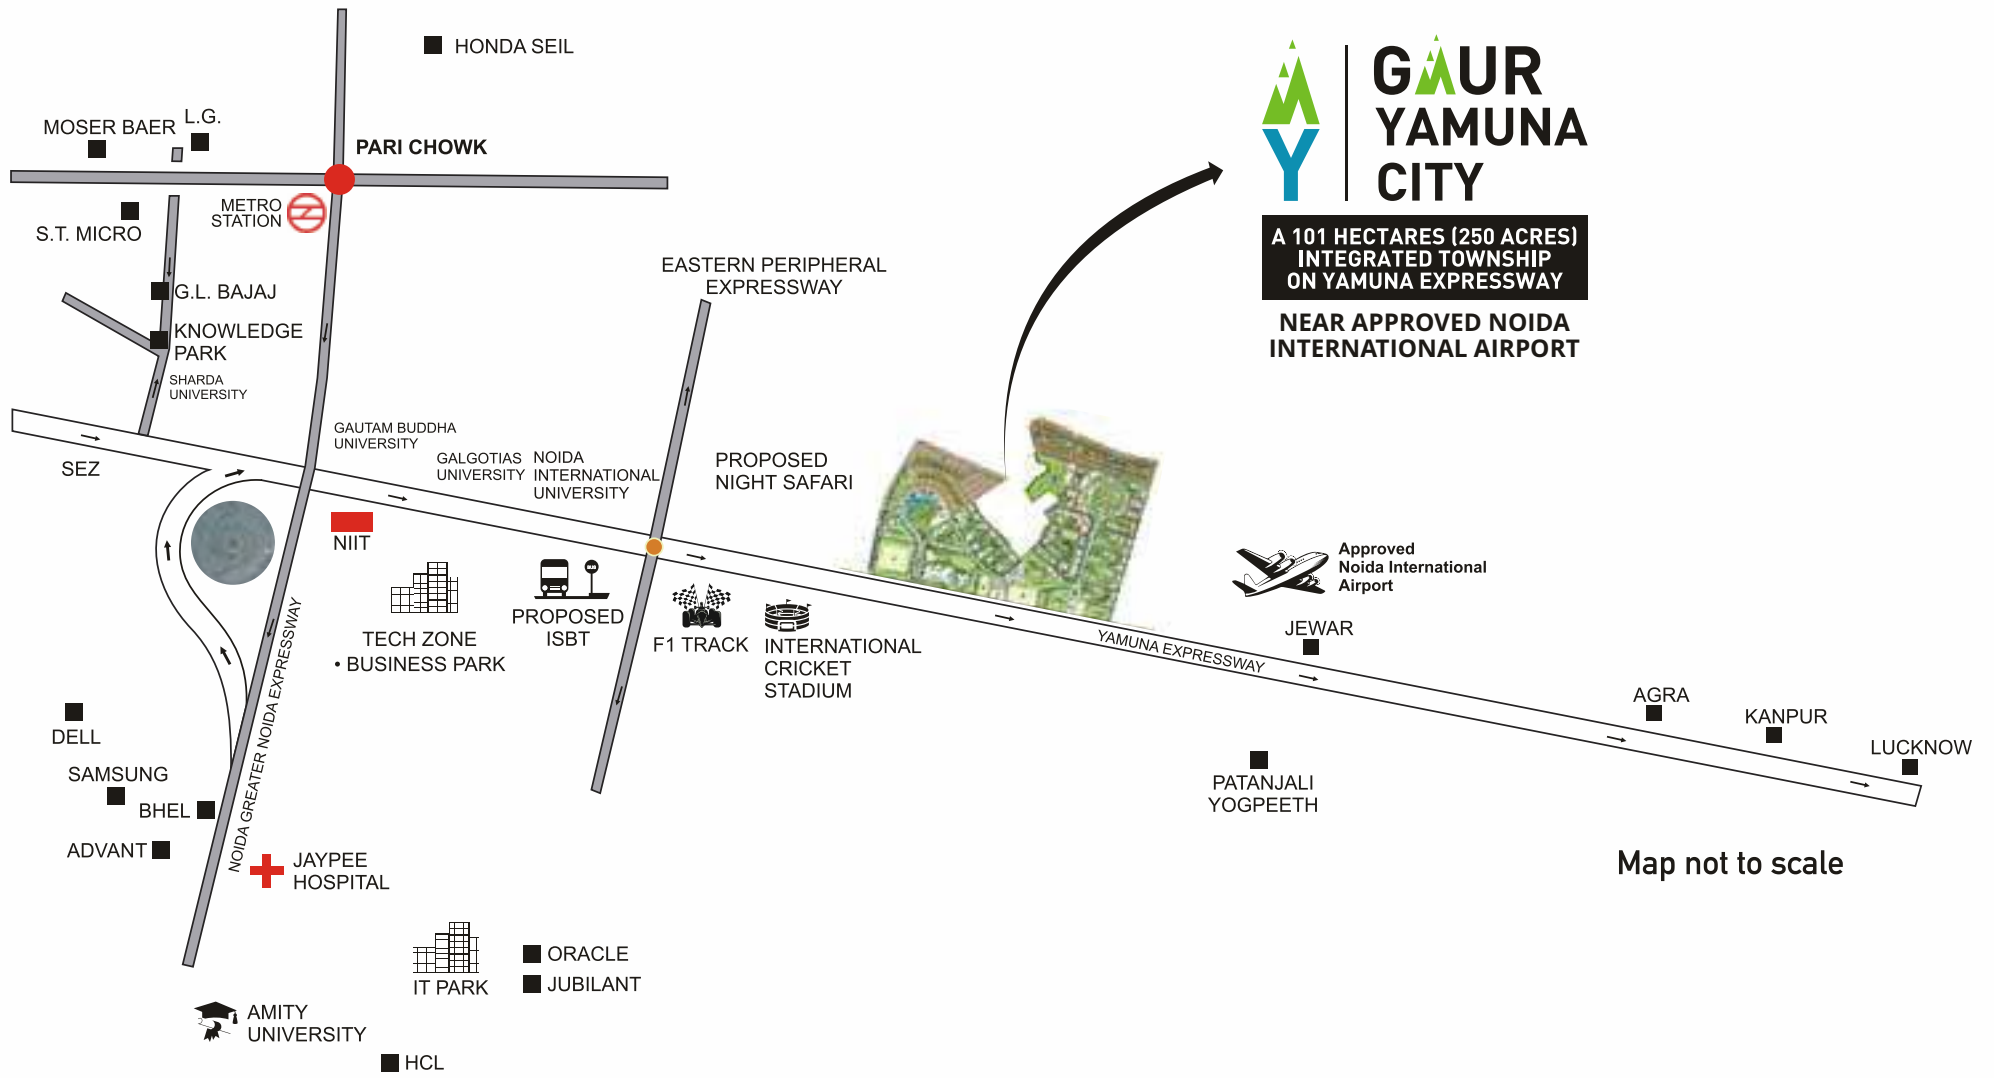 HONDA SEIL
GAUR
YAMUNA
CITY
A 101 HECTARES (250 ACRES)
INTEGRATED TOWNSHIP
ON YAMUNA EXPRESSWAY
NEAR APPROVED NOIDA
INTERNATIONAL AIRPORT
MOSER BAER
L.G.
PARI CHOWK
METRO
STATION
S.T. MICRO
G.L. BAJAJ
KNOWLEDGE
PARK
SHARDA
UNIVERSITY
EASTERN PERIPHERAL
EXPRESSWAY
SEZ
GAUTAM BUDDHA
UNIVERSITY
GALGOTIAS
UNIVERSITY
NOIDA
INTERNATIONAL
UNIVERSITY
PROPOSED
NIGHT SAFARI
NIIT
TECH ZONE
• BUSINESS PARK
BUS
PROPOSED
ISBT
F1 TRACK
INTERNATIONAL
CRICKET
STADIUM
Approved
Noida International
Airport
JEWAR
YAMUNA EXPRESSWAY
AGRA
KANPUR
LUCKNOW
PATANJALI
YOGPEETH
NOIDA GREATER NOIDA EXPRESSWAY
DELL
SAMSUNG
BHEL
ADVANT
JAYPEE
HOSPITAL
Map not to scale
IT PARK
ORACLE
JUBILANT
AMITY
UNIVERSITY
HCL